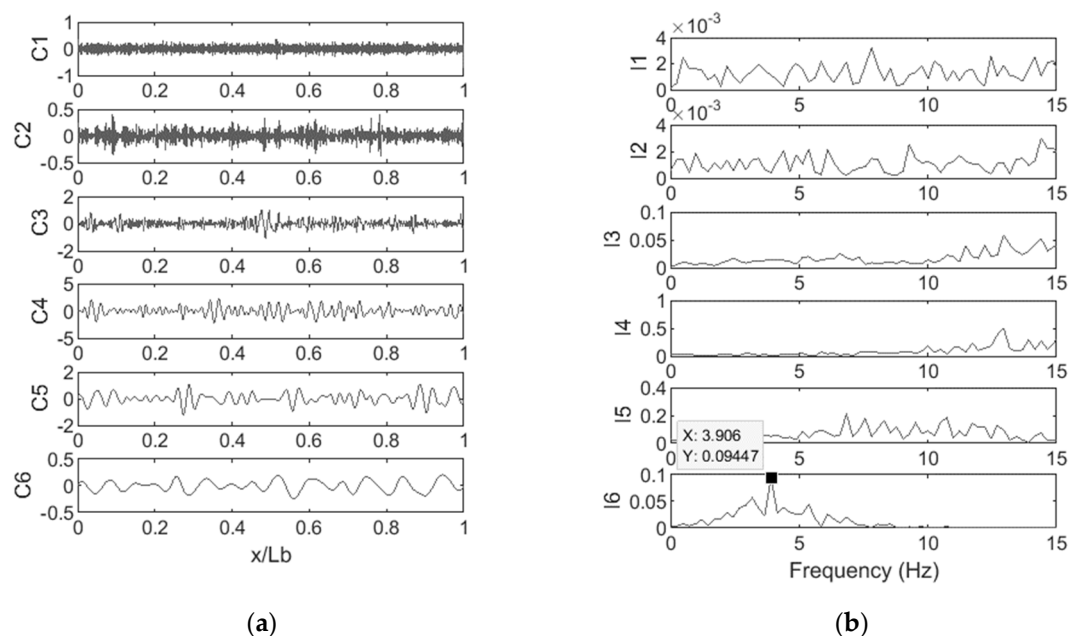 C1
1
0
-1
0 0.2 0.4 0.6 0.8 1
C2
0.5
0
-0.5
0 0.2 0.4 0.6 0.8 1
C3
2
0
-2
0 0.2 0.4 0.6 0.8 1
C4
5
0
-5
0 0.2 0.4 0.6 0.8 1
C5
2
0
-2
0 0.2 0.4 0.6 0.8 1
C6
0.5
0
-0.5
0 0.2 0.4 0.6 0.8 1
x/Lb
(a)
× 10⁻³
I1
4
2
0
0 5 10 15
× 10⁻³
I2
4
2
0
0 5 10 15
I3
0.1
0.05
0
0 5 10 15
I4
1
0.5
0
0 5 10 15
I5
0.4
0.2
0
0 5 10 15
X: 3.906
Y: 0.09447
I6
0.1
0.05
0
0 5 10 15
Frequency (Hz)
(b)